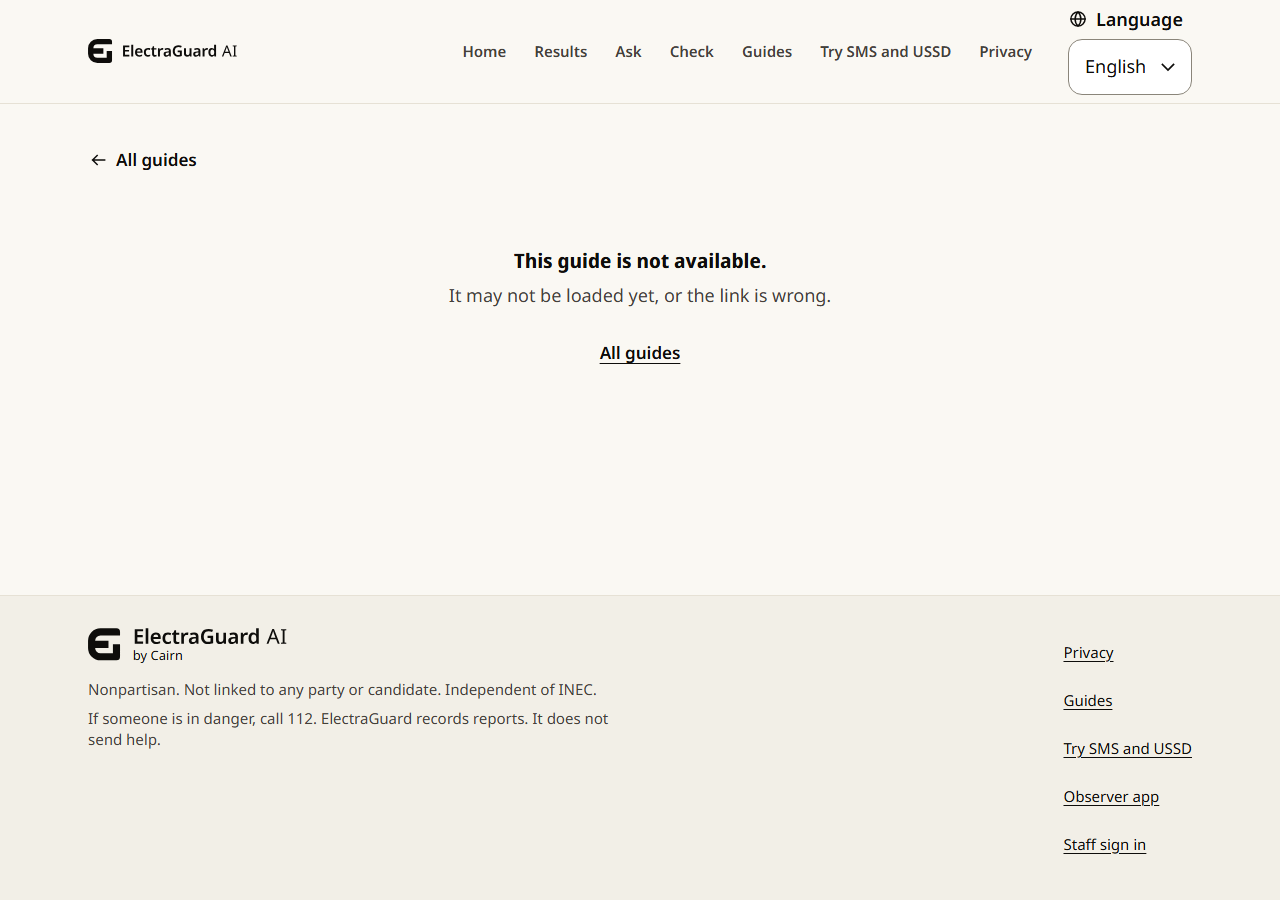 ElectraGuard AI
Home
Results
Ask
Check
Guides
Try SMS and USSD
Privacy
Language
English
All guides
This guide is not available.
It may not be loaded yet, or the link is wrong.
All guides
ElectraGuard AI
by Cairn
Nonpartisan. Not linked to any party or candidate. Independent of INEC.
If someone is in danger, call 112. ElectraGuard records reports. It does not
send help.
Privacy
Guides
Try SMS and USSD
Observer app
Staff sign in